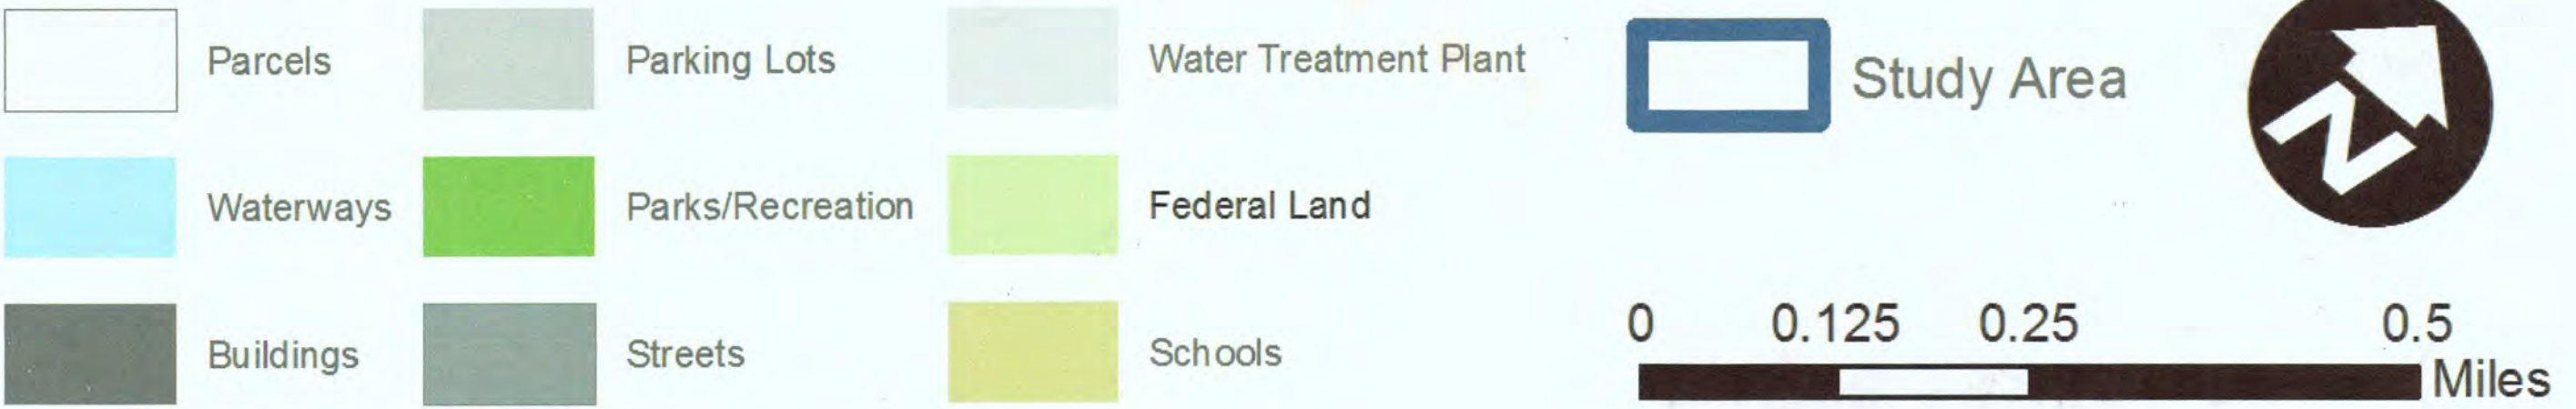 Parcels
Parking Lots
Water Treatment Plant
Study Area
N
Waterways
Parks/Recreation
Federal Land
Buildings
Streets
Schools
0 0.125 0.25 0.5
Miles